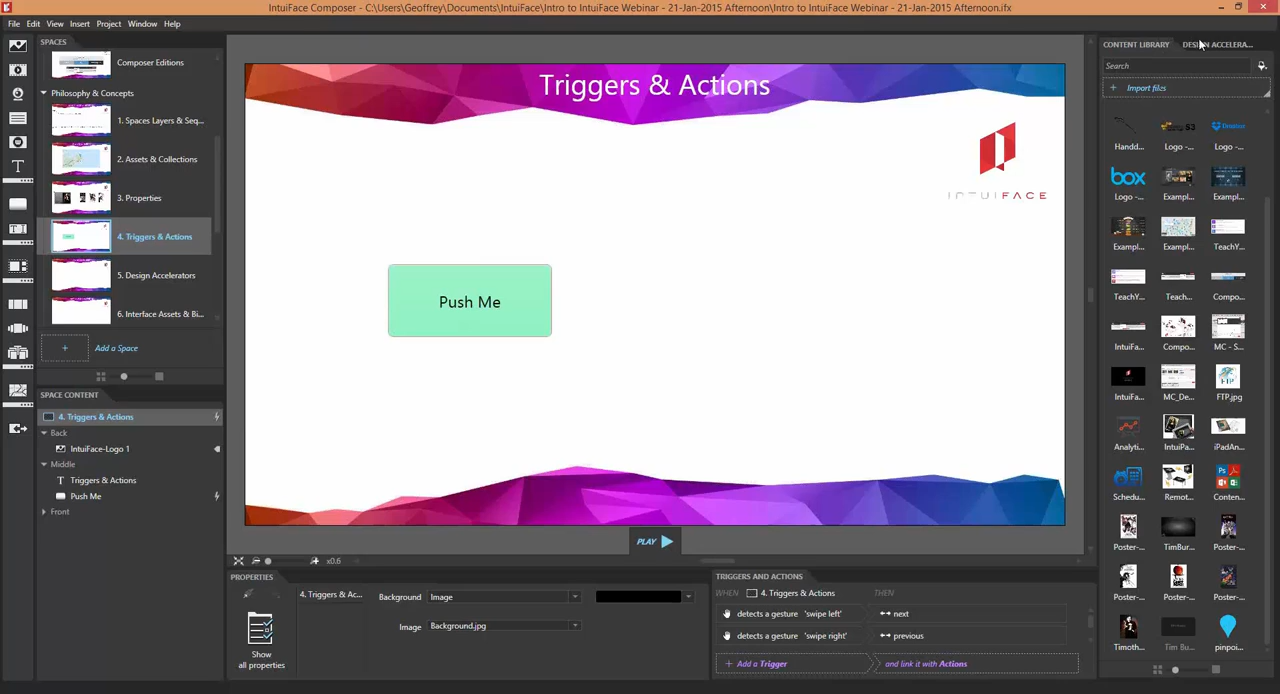 IntuiFace Composer - C:\Users\Geoffrey\Documents\IntuiFace\Intro to IntuiFace Webinar - 21-Jan-2015 Afternoon\Intro to IntuiFace Webinar - 21-Jan-2015 Afternoon.ifx
File Edit View Insert Project Window Help
SPACES
Composer Editions
Philosophy & Concepts
1. Spaces Layers & Seq...
2. Assets & Collections
3. Properties
4. Triggers & Actions
5. Design Accelerators
6. Interface Assets & Bi...
+ Add a Space
SPACE CONTENT
4. Triggers & Actions
Back
IntuiFace-Logo 1
Middle
T Triggers & Actions
Push Me
Front
Triggers & Actions
INTUIFACE
Push Me
PLAY
x0.6
PROPERTIES
Show
all properties
4. Triggers & Ac...
Background Image
Image Background.jpg
TRIGGERS AND ACTIONS
WHEN 4. Triggers & Actions THEN
detects a gesture 'swipe left' next
detects a gesture 'swipe right' previous
+ Add a Trigger and link it with Actions
CONTENT LIBRARY DESIGN ACCELERA...
Search
+ Import files
Handd... Logo -... Logo -...
box
Logo -... Exampl... Exampl...
Exampl... Exampl... TeachY...
TeachY... Teach... Compo...
IntuiFa... Compo... MC - S...
IntuiFa... MC_De... FTP.jpg
Analyti... IntuiPa... iPadAn...
Schedu... Remot... Conten...
Poster-... TimBur... Poster-...
Poster-... Poster-... Poster-...
Timoth... Tim Bu... pinpoi...